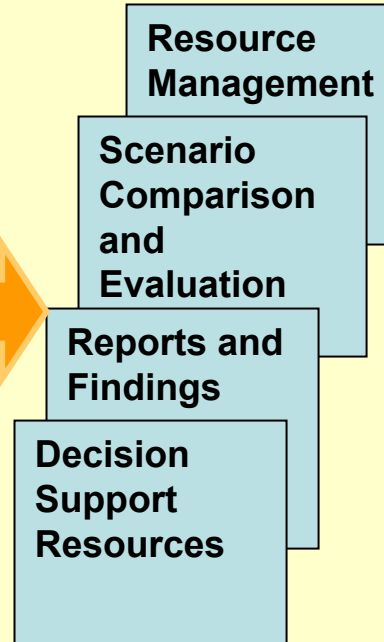 Resource
Management
Scenario
Comparison
and
Evaluation
Reports and
Findings
Decision
Support
Resources